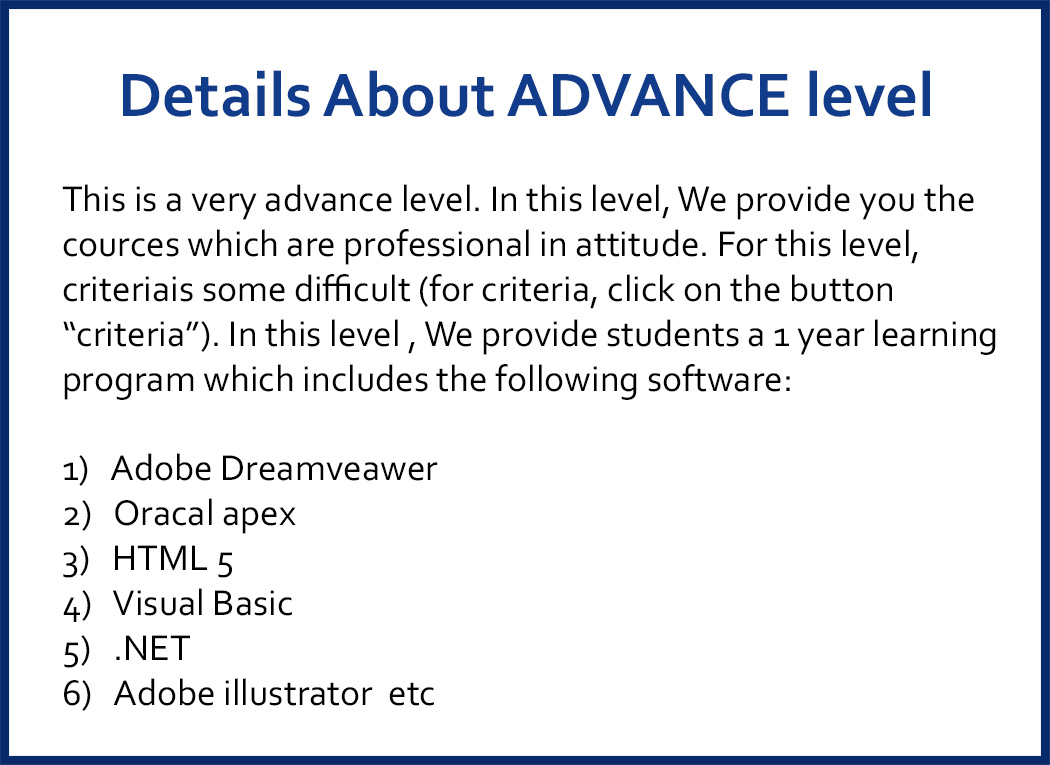 Details About ADVANCE level
This is a very advance level. In this level, We provide you the
cources which are professional in attitude. For this level,
criteriais some difficult (for criteria, click on the button
“criteria”). In this level , We provide students a 1 year learning
program which includes the following software:
1) Adobe Dreamveawer
2) Oracal apex
3) HTML 5
4) Visual Basic
5) .NET
6) Adobe illustrator etc